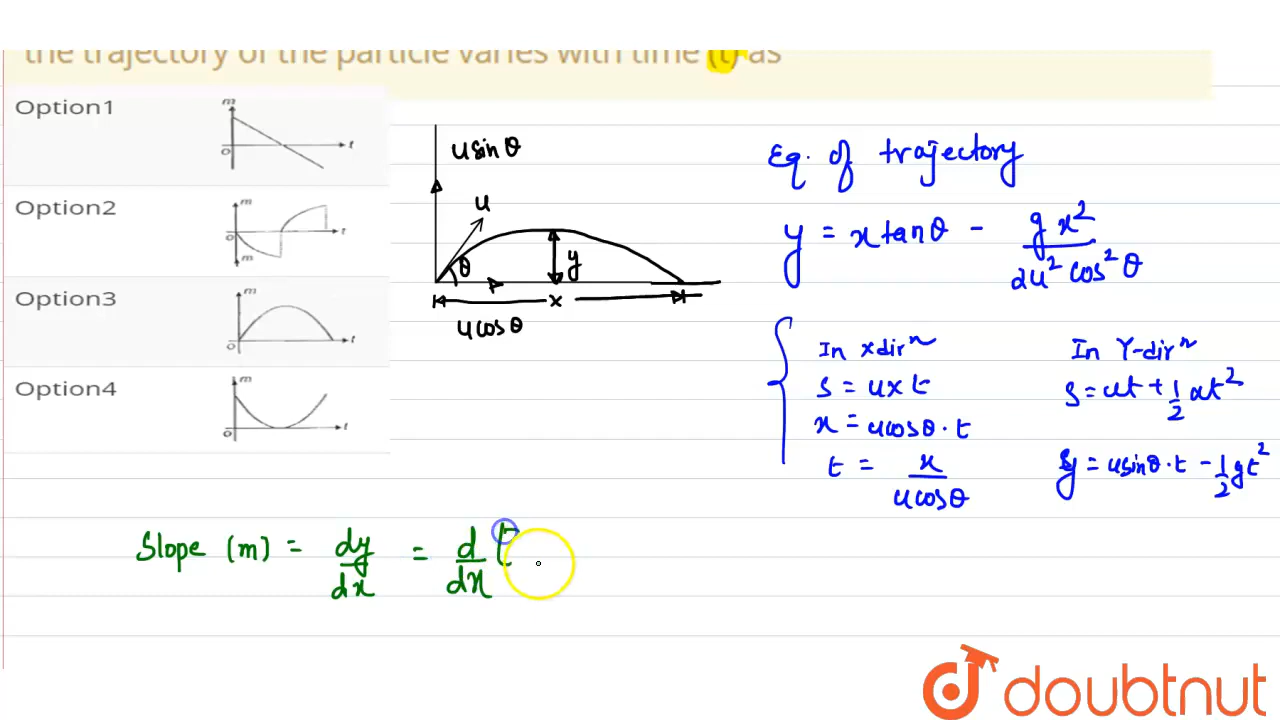 the trajectory of the particle varies with time (t) as
Option1
m
O
t
Option2
m
O
t
m
Option3
m
O
t
Option4
m
O
t
u sin θ
u
θ
y
x
u cos θ
Eq. of trajectory
y = x tan θ - g x² / 2u² cos² θ
In x dirⁿ
s = u x t
x = u cos θ · t
t = x / u cos θ
In Y-dirⁿ
s = ut + 1/2 at²
y = u sin θ · t - 1/2 gt²
Slope (m) = dy/dx = d/dx [
doubtnut